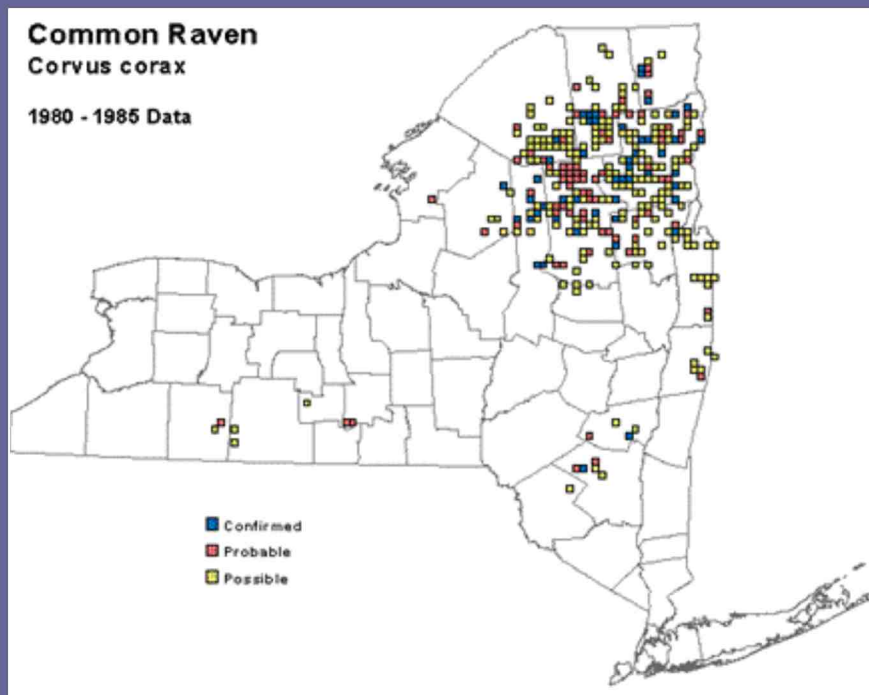 Common Raven
Corvus corax
1980 - 1985 Data
Confirmed
Probable
Possible